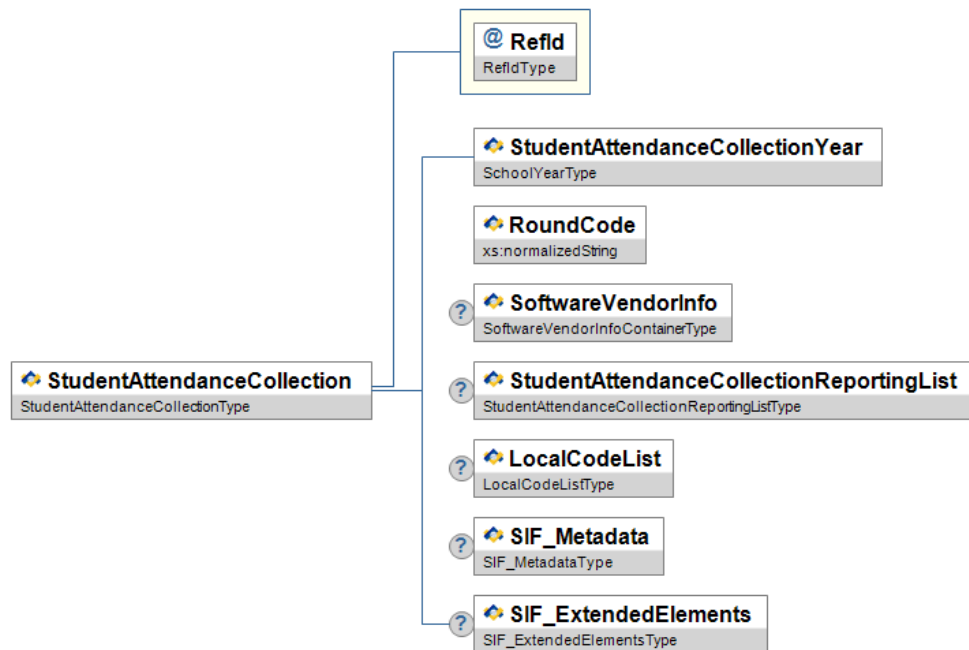 @ RefId
RefIdType
StudentAttendanceCollectionYear
SchoolYearType
RoundCode
xs:normalizedString
? SoftwareVendorInfo
SoftwareVendorInfoContainerType
StudentAttendanceCollection
StudentAttendanceCollectionType
? StudentAttendanceCollectionReportingList
StudentAttendanceCollectionReportingListType
? LocalCodeList
LocalCodeListType
? SIF_Metadata
SIF_MetadataType
? SIF_ExtendedElements
SIF_ExtendedElementsType